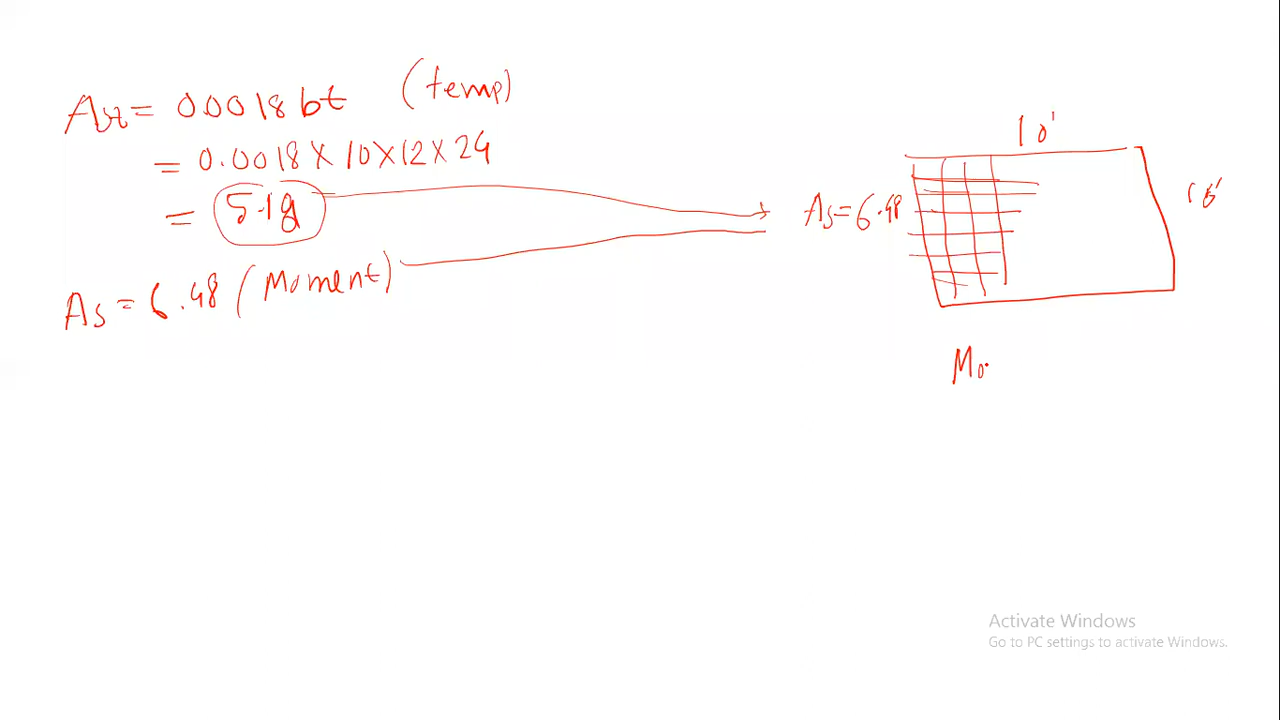 Ast = 0.0018 bt (temp)
= 0.0018 X 10 X 12 X 24
= 5.18
As = 6.48 (Moment)
10'
As = 6.48
10'
Mo
Activate Windows
Go to PC settings to activate Windows.